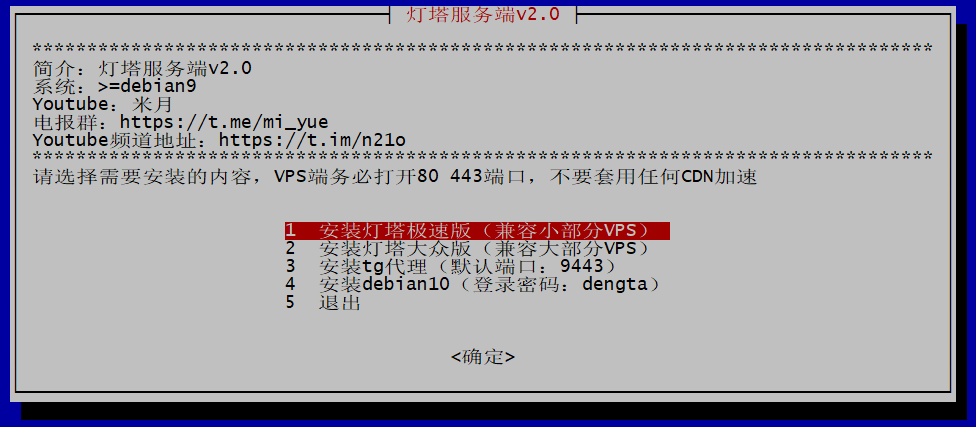 灯塔服务端v2.0
**********************************************************************************
简介：灯塔服务端v2.0
系统：>=debian9
Youtube：米月
电报群：https://t.me/mi_yue
Youtube频道地址：https://t.im/n21o
**********************************************************************************
请选择需要安装的内容，VPS端务必打开80 443端口，不要套用任何CDN加速
1 安装灯塔极速版（兼容小部分VPS）
2 安装灯塔大众版（兼容大部分VPS）
3 安装tg代理（默认端口：9443）
4 安装debian10（登录密码：dengta）
5 退出
<确定>